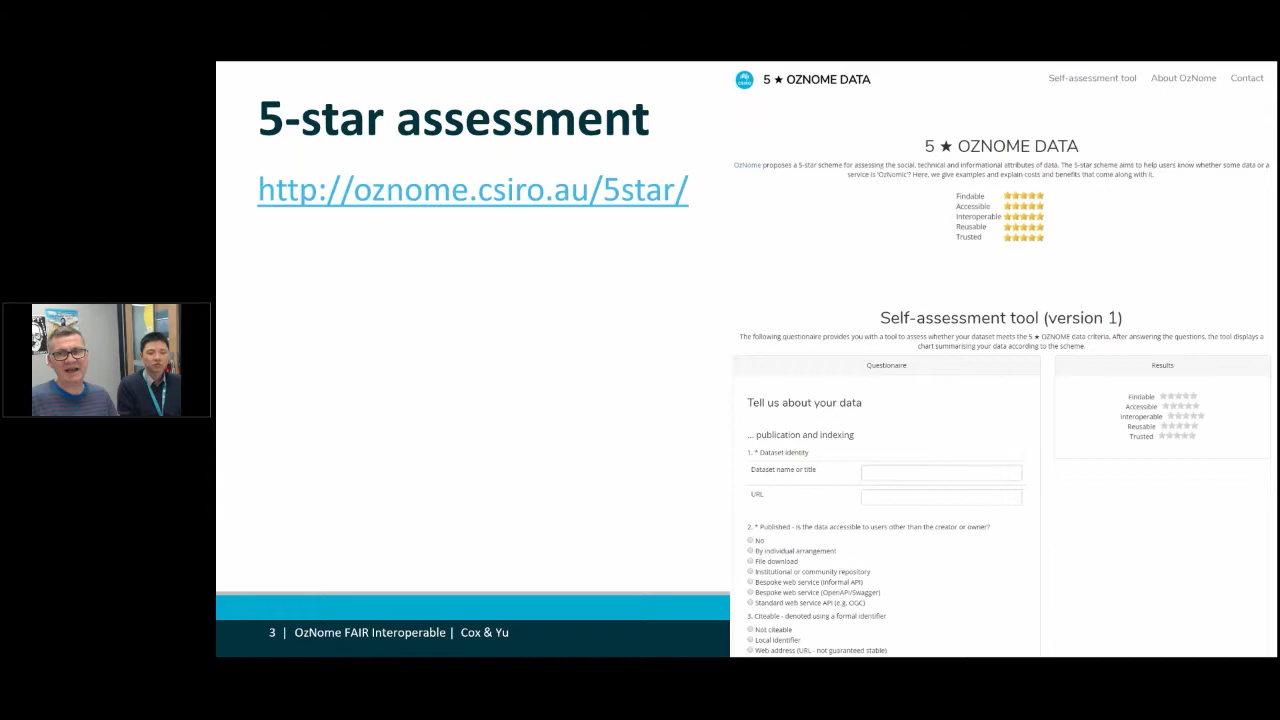 5-star assessment
http://oznome.csiro.au/5star/
3 | OzNome FAIR Interoperable | Cox & Yu
5 ★ OZNOME DATA
Self-assessment tool About OzNome Contact
5 ★ OZNOME DATA
OzNome proposes a 5-star scheme for assessing the social, technical and informational attributes of data. The 5-star scheme aims to help users know whether some data or a
service is 'OzNomic'? Here, we give examples and explain costs and benefits that come along with it.
Findable
Accessible
Interoperable
Reusable
Trusted
Self-assessment tool (version 1)
The following questionnaire provides you with a tool to assess whether your dataset meets the 5 ★ OZNOME data criteria. After answering the questions, the tool displays a
chart summarising your data according to the scheme.
Questionaire
Tell us about your data
... publication and indexing
1. * Dataset identity
Dataset name or title
URL
2. * Published - is the data accessible to users other than the creator or owner?
No
By individual arrangement
File download
Institutional or community repository
Bespoke web service (informal API)
Bespoke web service (OpenAPI/Swagger)
Standard web service API (e.g. OGC)
3. Citeable - denoted using a formal identifier
Not citeable
Local identifier
Web address (URL - not guaranteed stable)
Results
Findable
Accessible
Interoperable
Reusable
Trusted